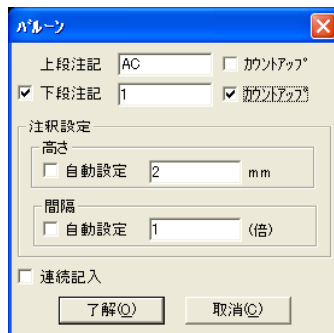 バルーン
上段注記 AC カウントアップ
下段注記 1 カウントアップ
注釈設定
高さ
自動設定 2 mm
間隔
自動設定 1 (倍)
連続記入
了解(O) 取消(C)